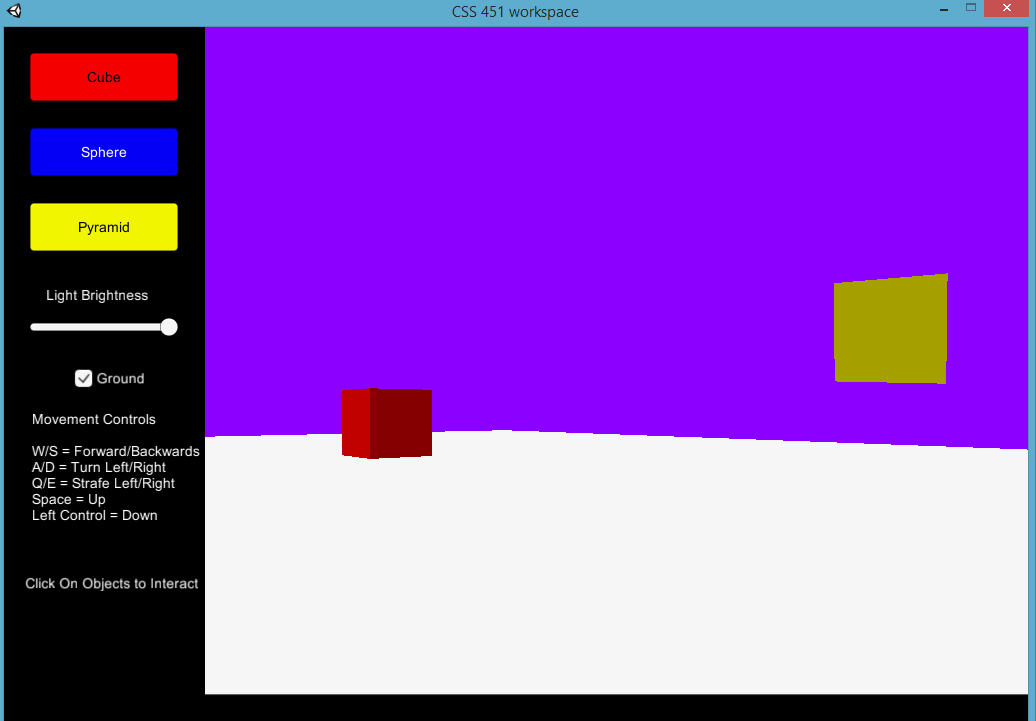 CSS 451 workspace
Cube
Sphere
Pyramid
Light Brightness
Ground
Movement Controls
W/S = Forward/Backwards
A/D = Turn Left/Right
Q/E = Strafe Left/Right
Space = Up
Left Control = Down
Click On Objects to Interact